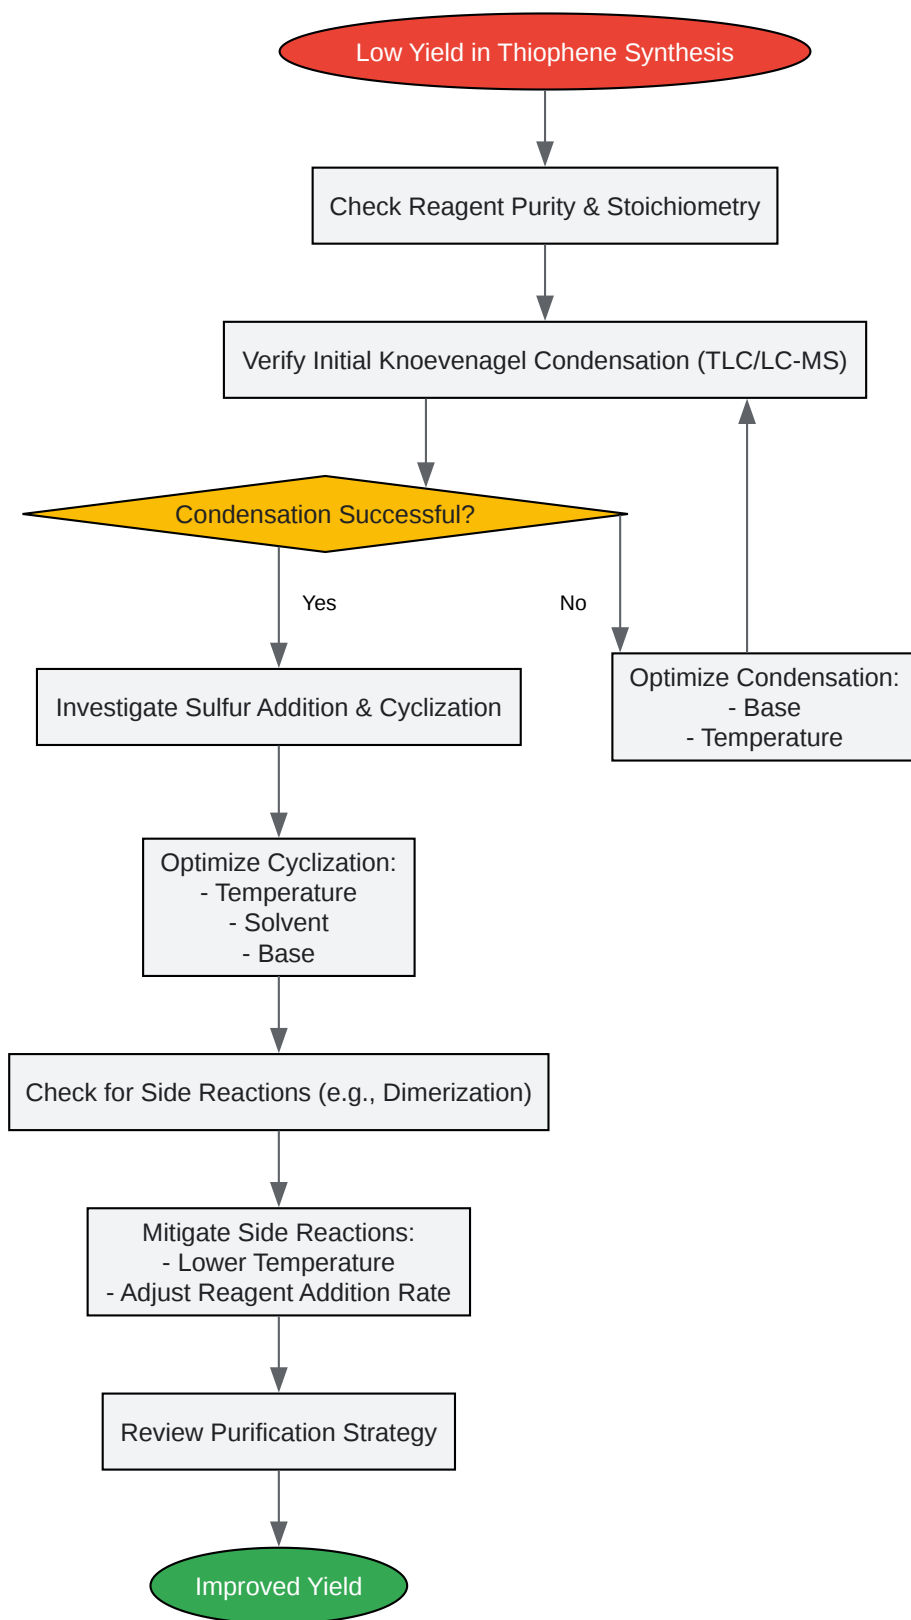 Low Yield in Thiophene Synthesis
Check Reagent Purity & Stoichiometry
Verify Initial Knoevenagel Condensation (TLC/LC-MS)
Condensation Successful?
Yes
No
Investigate Sulfur Addition & Cyclization
Optimize Condensation:
- Base
- Temperature
Optimize Cyclization:
- Temperature
- Solvent
- Base
Check for Side Reactions (e.g., Dimerization)
Mitigate Side Reactions:
- Lower Temperature
- Adjust Reagent Addition Rate
Review Purification Strategy
Improved Yield